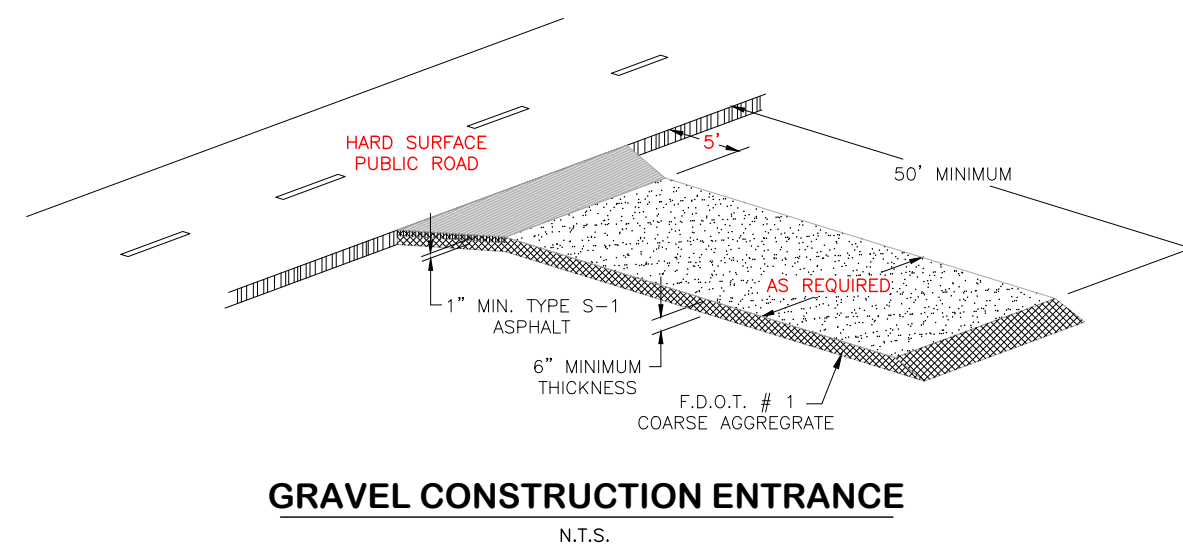 HARD SURFACE
PUBLIC ROAD
5'
50' MINIMUM
AS REQUIRED
1" MIN. TYPE S-1
ASPHALT
6" MINIMUM
THICKNESS
F.D.O.T. # 1
COARSE AGGREGRATE
GRAVEL CONSTRUCTION ENTRANCE
N.T.S.